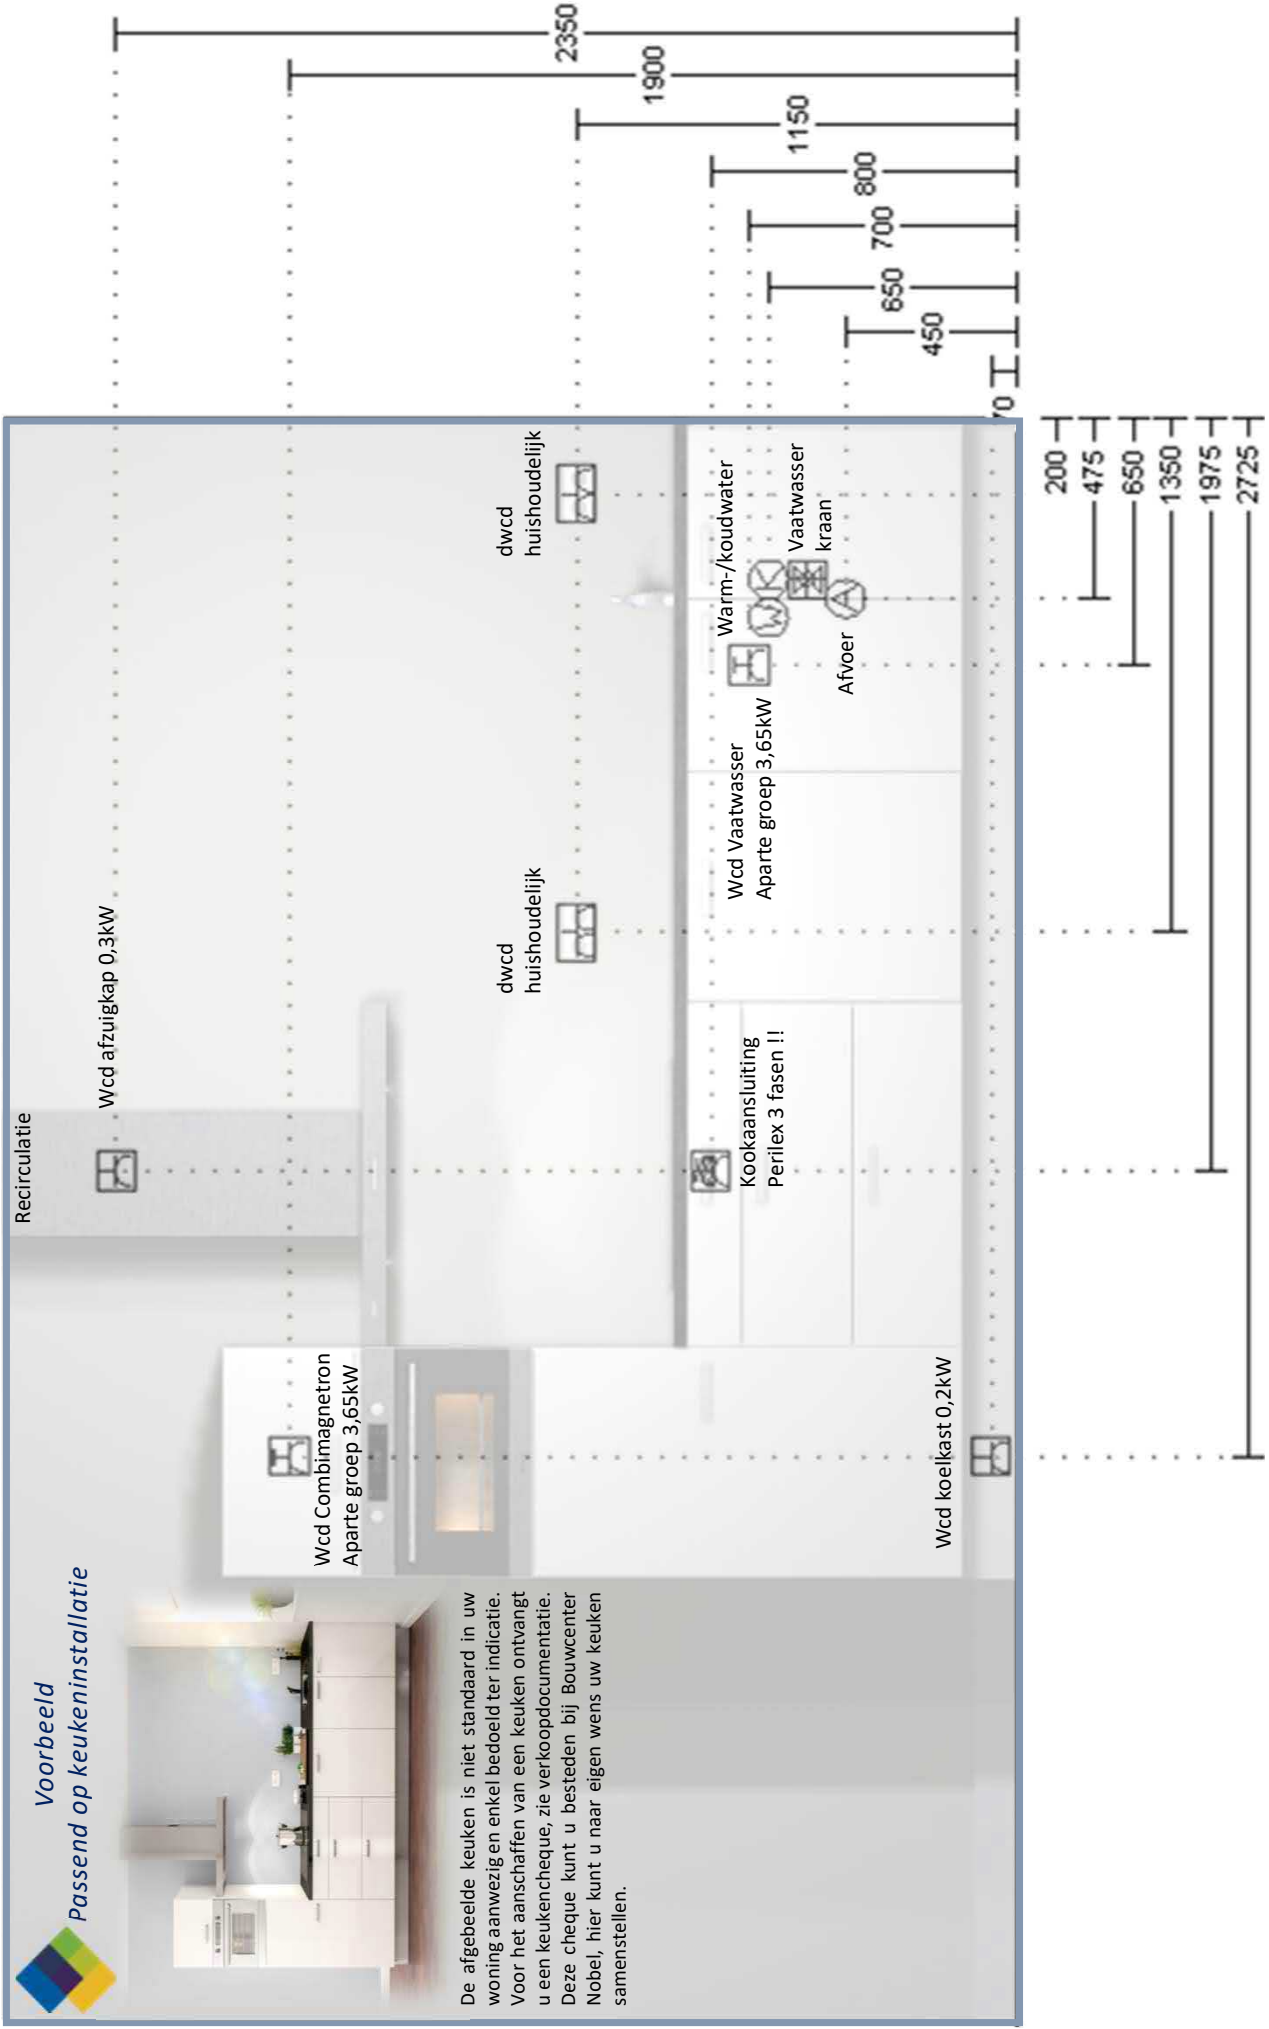 Voorbeeld
Passend op keukeninstallatie
De afgebeelde keuken is niet standaard in uw
woning aanwezig en enkel bedoeld ter indicatie.
Voor het aanschaffen van een keuken ontvangt
u een keukencheque, zie verkoopdocumentatie.
Deze cheque kunt u besteden bij Bouwcenter
Nobel, hier kunt u naar eigen wens uw keuken
samenstellen.
Recirculatie
Wcd afzuigkap 0,3kW
Wcd Combimagnetron
Aparte groep 3,65kW
dwcd
huishoudelijk
dwcd
huishoudelijk
Kookaansluiting
Perilex 3 fasen !!
Wcd Vaatwasser
Aparte groep 3,65kW
Warm-/koudwater
W K
Vaatwasser
kraan
A
Afvoer
Wcd koelkast 0,2kW
2350
1900
1150
800
700
650
450
70
200
475
650
1350
1975
2725